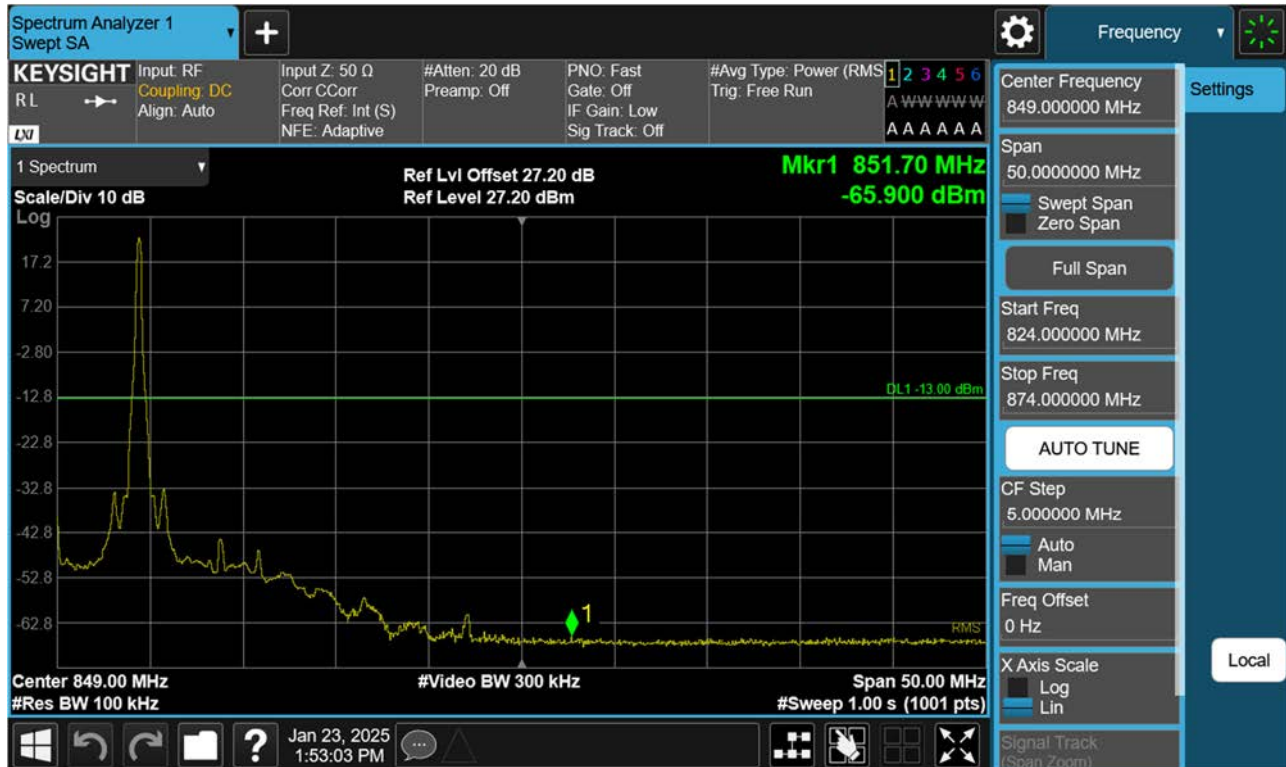 Spectrum Analyzer 1
Swept SA
+
Frequency
KEYSIGHT
RL
LXI
Input: RF
Coupling: DC
Align: Auto
Input Z: 50 Ω
Corr CCorr
Freq Ref: Int (S)
NFE: Adaptive
#Atten: 20 dB
Preamp: Off
PNO: Fast
Gate: Off
IF Gain: Low
Sig Track: Off
#Avg Type: Power (RMS
Trig: Free Run
1 2 3 4 5 6
A W W W W W
A A A A A A
1 Spectrum
Scale/Div 10 dB
Ref Lvl Offset 27.20 dB
Ref Level 27.20 dBm
Mkr1 851.70 MHz
-65.900 dBm
Log
17.2
7.20
-2.80
-12.8
-22.8
-32.8
-42.8
-52.8
-62.8
DL1 -13.00 dBm
1
RMS
Center 849.00 MHz
#Video BW 300 kHz
Span 50.00 MHz
#Res BW 100 kHz
#Sweep 1.00 s (1001 pts)
?
Jan 23, 2025
1:53:03 PM
Center Frequency
849.000000 MHz
Span
50.0000000 MHz
Swept Span
Zero Span
Full Span
Start Freq
824.000000 MHz
Stop Freq
874.000000 MHz
AUTO TUNE
CF Step
5.000000 MHz
Auto
Man
Freq Offset
0 Hz
X Axis Scale
Log
Lin
Signal Track
(Span Zoom)
Settings
Local